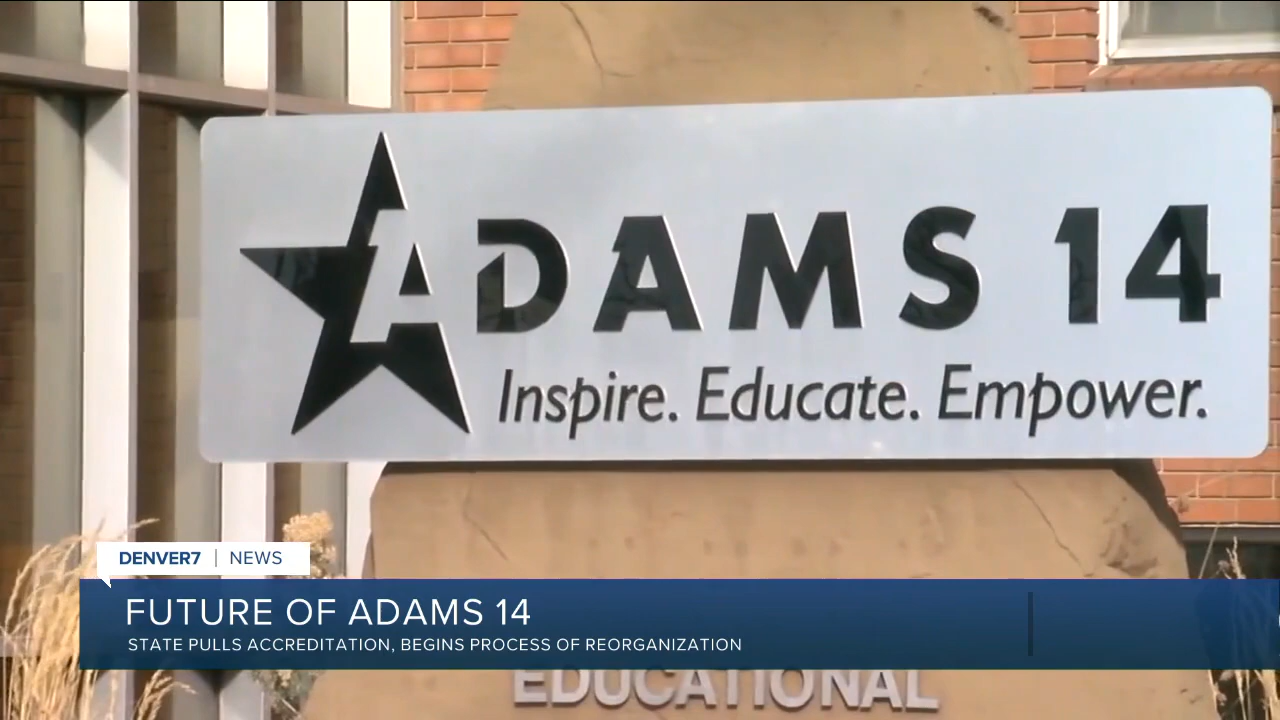 ADAMS 14
Inspire. Educate. Empower.
DENVER7 | NEWS
FUTURE OF ADAMS 14
STATE PULLS ACCREDITATION, BEGINS PROCESS OF REORGANIZATION
EDUCATIONAL